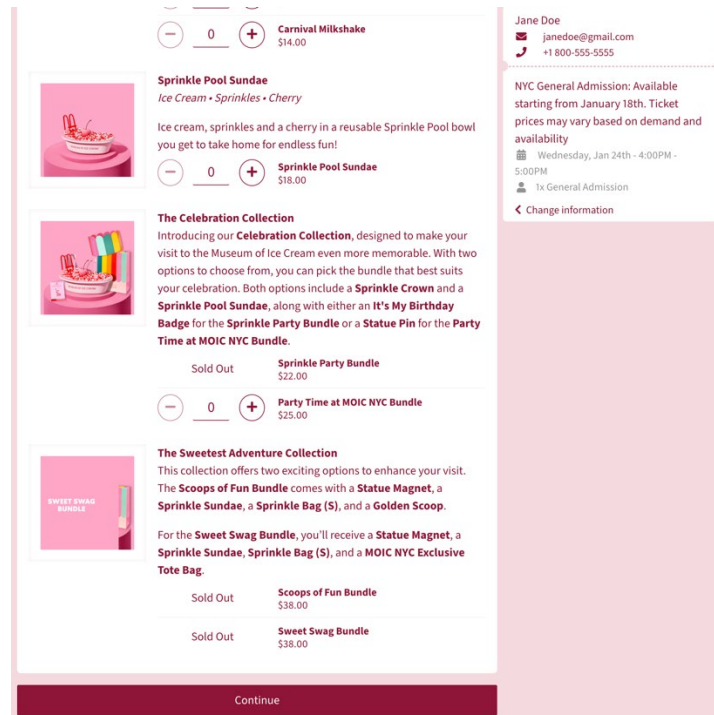 0
Carnival Milkshake
$14.00
Sprinkle Pool Sundae
Ice Cream • Sprinkles • Cherry
Ice cream, sprinkles and a cherry in a reusable Sprinkle Pool bowl
you get to take home for endless fun!
0
Sprinkle Pool Sundae
$18.00
The Celebration Collection
Introducing our Celebration Collection, designed to make your
visit to the Museum of Ice Cream even more memorable. With two
options to choose from, you can pick the bundle that best suits
your celebration. Both options include a Sprinkle Crown and a
Sprinkle Pool Sundae, along with either an It's My Birthday
Badge for the Sprinkle Party Bundle or a Statue Pin for the Party
Time at MOIC NYC Bundle.
Sold Out
Sprinkle Party Bundle
$22.00
0
Party Time at MOIC NYC Bundle
$25.00
SWEET SWAG
BUNDLE
The Sweetest Adventure Collection
This collection offers two exciting options to enhance your visit.
The Scoops of Fun Bundle comes with a Statue Magnet, a
Sprinkle Sundae, a Sprinkle Bag (S), and a Golden Scoop.
For the Sweet Swag Bundle, you'll receive a Statue Magnet, a
Sprinkle Sundae, Sprinkle Bag (S), and a MOIC NYC Exclusive
Tote Bag.
Sold Out
Scoops of Fun Bundle
$38.00
Sold Out
Sweet Swag Bundle
$38.00
Continue
Jane Doe
janedoe@gmail.com
+1 800-555-5555
NYC General Admission: Available
starting from January 18th. Ticket
prices may vary based on demand and
availability
Wednesday, Jan 24th - 4:00PM -
5:00PM
1x General Admission
Change information